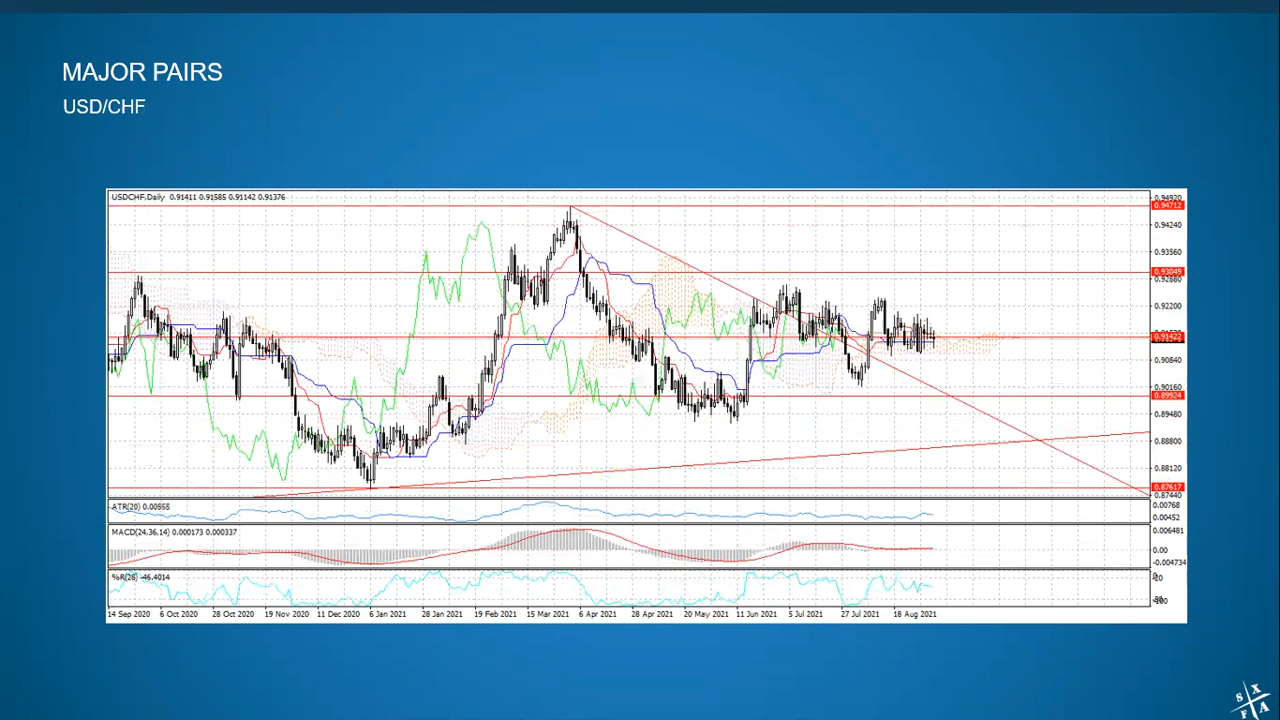 MAJOR PAIRS
USD/CHF
USDCHF,Daily 0.91411 0.91585 0.91142 0.91376
0.94712
0.94240
0.93560
0.93049
0.92880
0.92200
0.91422
0.90540
0.90160
0.89924
0.89480
0.88800
0.88120
0.87617
0.87440
ATR(20) 0.00555
0.00768
0.00452
MACD(24,36,14) 0.000173 0.000337
0.006481
0.00
-0.004734
%R(28) -46.4014
-100
14 Sep 2020
6 Oct 2020
28 Oct 2020
19 Nov 2020
11 Dec 2020
6 Jan 2021
28 Jan 2021
19 Feb 2021
15 Mar 2021
6 Apr 2021
28 Apr 2021
20 May 2021
11 Jun 2021
5 Jul 2021
27 Jul 2021
18 Aug 2021
S X
F A